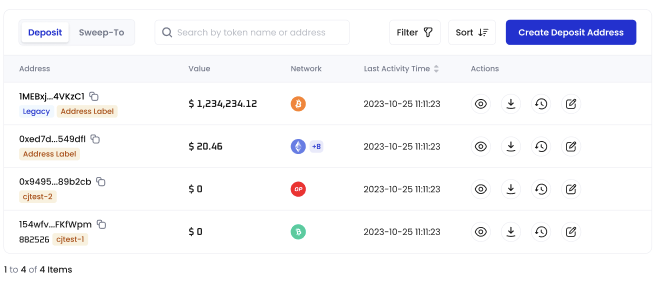 Deposit Sweep-To Search by token name or address Filter Sort Create Deposit Address
Address Value Network Last Activity Time Actions
1MEBxj...4VKzC1 $ 1,234,234.12 2023-10-25 11:11:23
Legacy Address Label
0xed7d...549dfl $ 20.46 +8 2023-10-25 11:11:23
Address Label
0x9495...89b2cb $ 0 OP 2023-10-25 11:11:23
cjtest-2
154wfv...FKfWpm $ 0 2023-10-25 11:11:23
882526 cjtest-1
1 to 4 of 4 Items